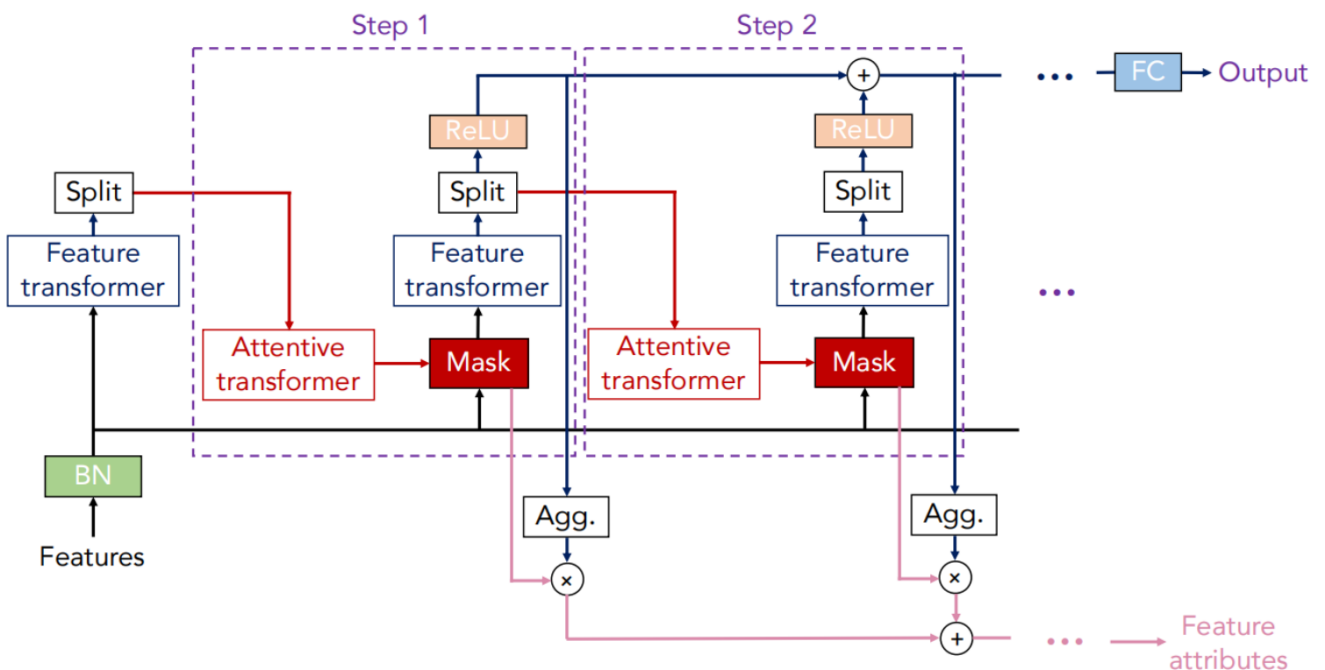 Step 1
Step 2
+
...
FC
Output
ReLU
ReLU
Split
Split
Split
Feature
transformer
Feature
transformer
Feature
transformer
...
Attentive
transformer
Mask
Attentive
transformer
Mask
BN
Features
Agg.
Agg.
×
×
+
...
Feature
attributes